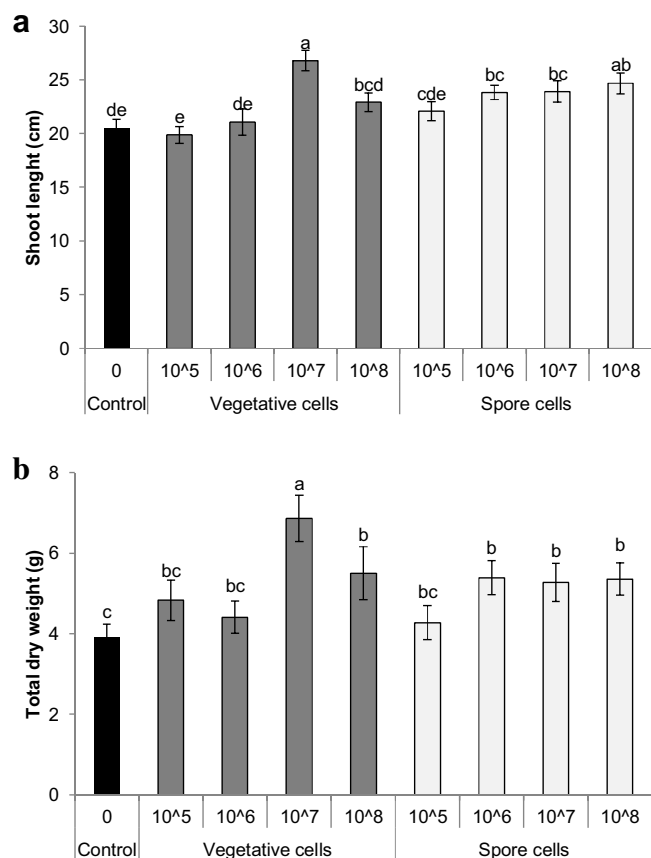 a
Shoot lenght (cm)
30
25
20
15
10
5
0
de
e
de
a
bcd
cde
bc
bc
ab
0
10^5
10^6
10^7
10^8
10^5
10^6
10^7
10^8
Control
Vegetative cells
Spore cells
b
Total dry weight (g)
8
6
4
2
0
c
bc
bc
a
b
bc
b
b
b
0
10^5
10^6
10^7
10^8
10^5
10^6
10^7
10^8
Control
Vegetative cells
Spore cells